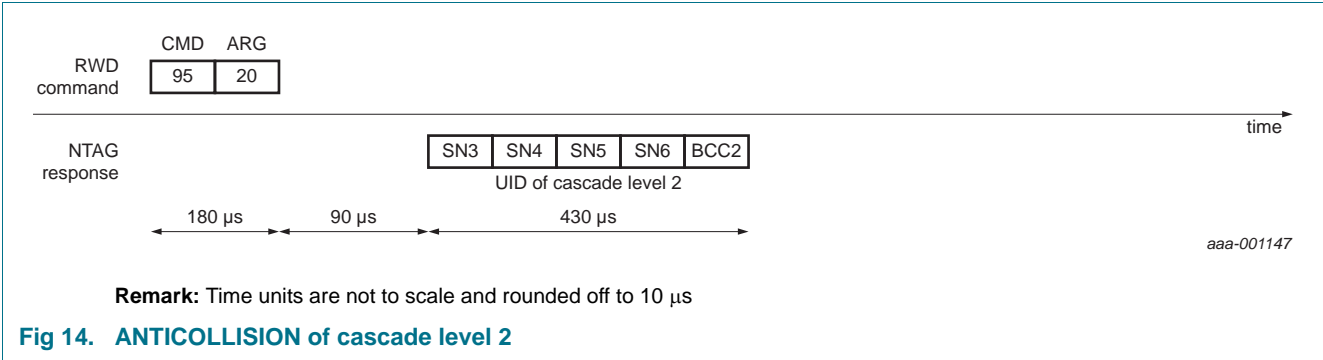 CMD ARG
RWD command
95 20
time
NTAG response
SN3 SN4 SN5 SN6 BCC2
UID of cascade level 2
180 µs 90 µs 430 µs
aaa-001147
Remark: Time units are not to scale and rounded off to 10 µs
Fig 14. ANTICOLLISION of cascade level 2